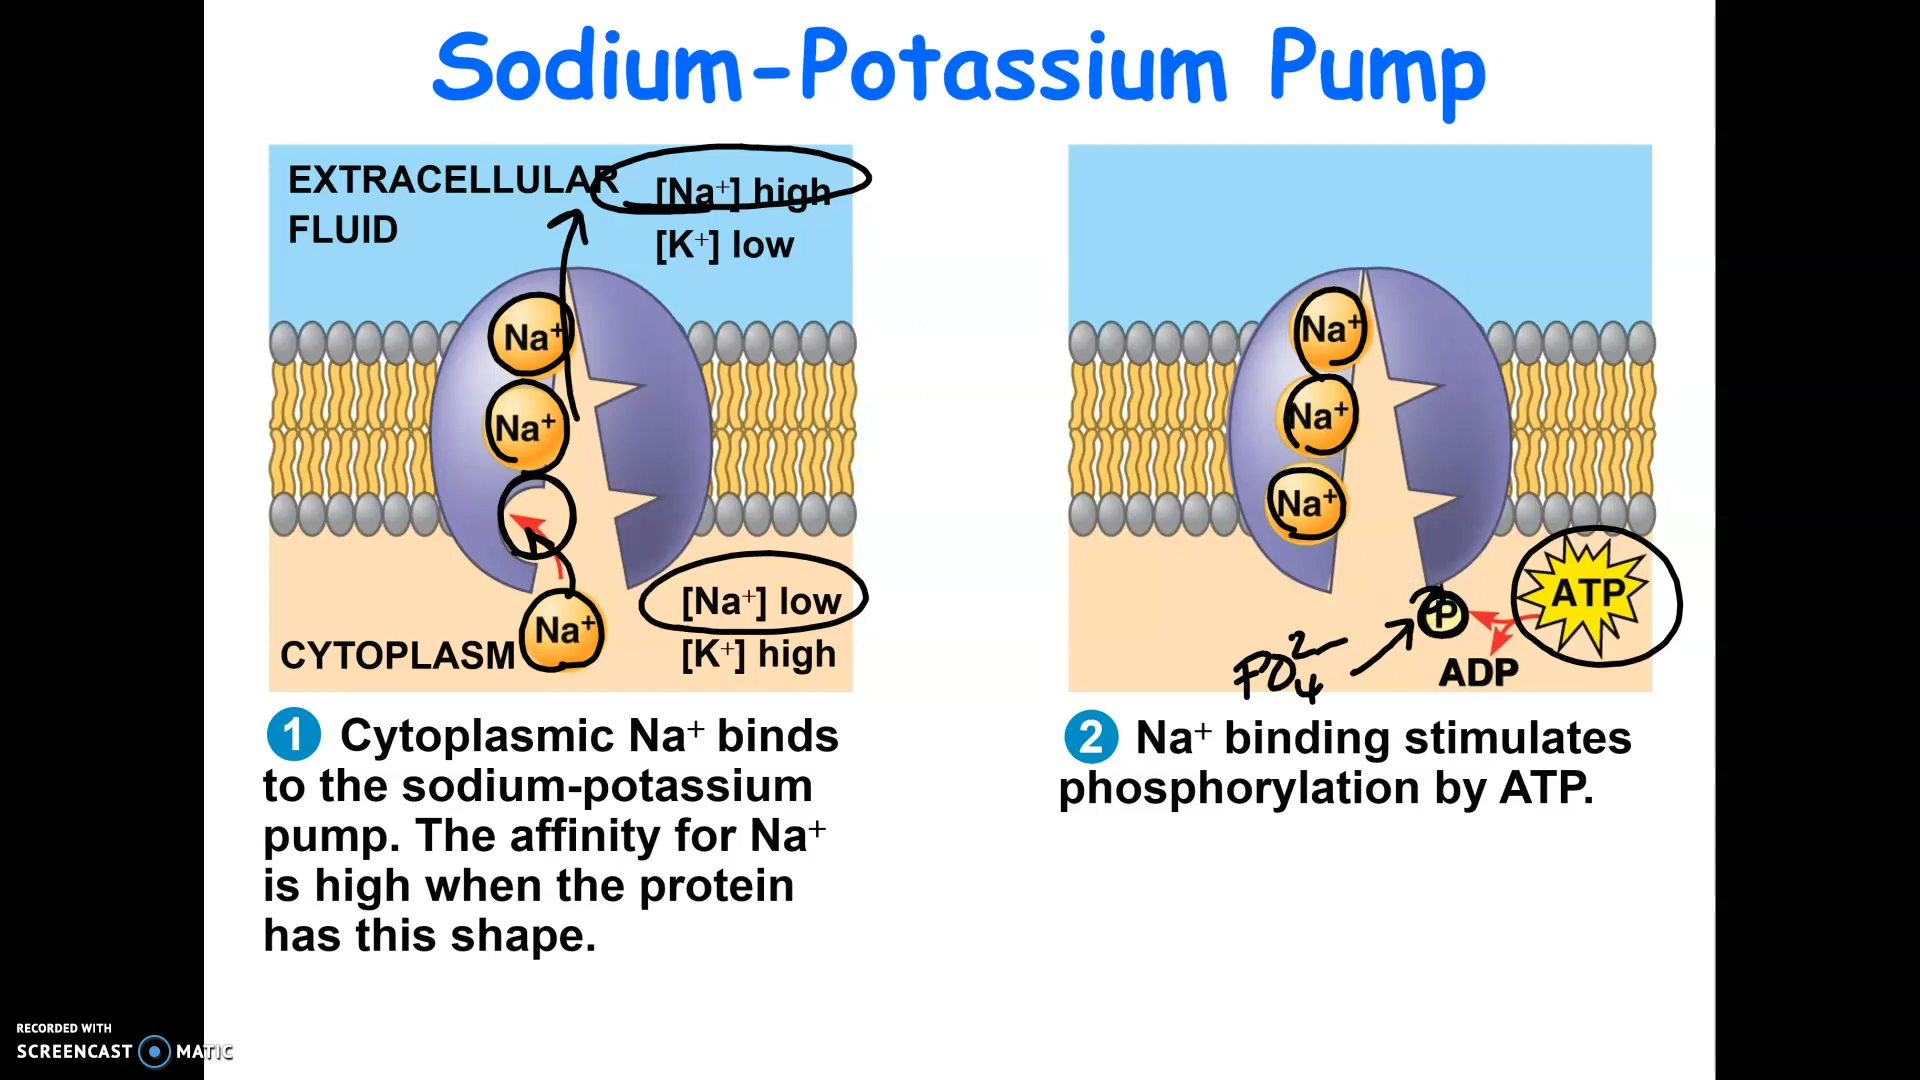 Sodium-Potassium Pump
EXTRACELLULAR
FLUID
[Na⁺] high
[K⁺] low
Na⁺
Na⁺
Na⁺
CYTOPLASM
[Na⁺] low
[K⁺] high
1 Cytoplasmic Na⁺ binds
to the sodium-potassium
pump. The affinity for Na⁺
is high when the protein
has this shape.
Na⁺
Na⁺
Na⁺
P
ATP
ADP
PO₄²⁻
2 Na⁺ binding stimulates
phosphorylation by ATP.
RECORDED WITH
SCREENCAST MATIC